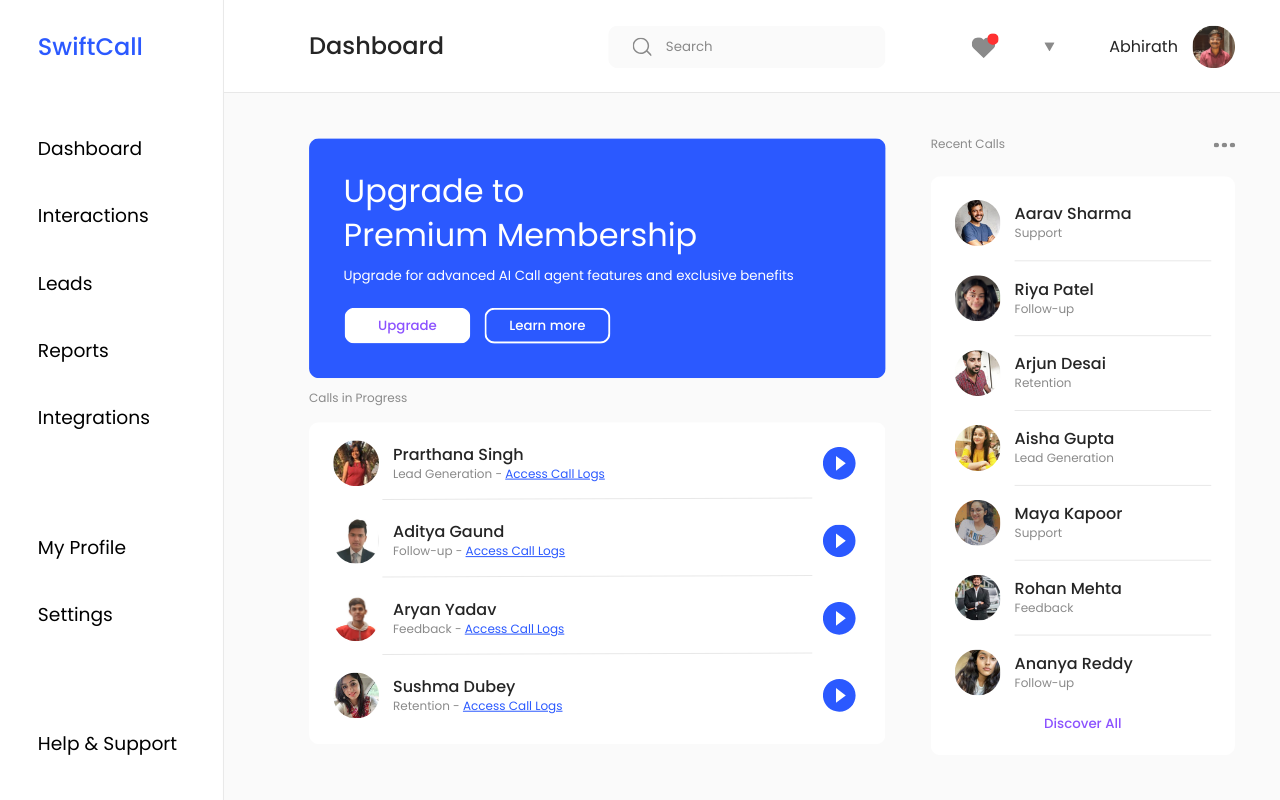 SwiftCall
Dashboard
Search
Abhirath
Dashboard
Interactions
Leads
Reports
Integrations
My Profile
Settings
Help & Support
Upgrade to
Premium Membership
Upgrade for advanced AI Call agent features and exclusive benefits
Upgrade
Learn more
Calls in Progress
Prarthana Singh
Lead Generation - Access Call Logs
Aditya Gaund
Follow-up - Access Call Logs
Aryan Yadav
Feedback - Access Call Logs
Sushma Dubey
Retention - Access Call Logs
Recent Calls
Aarav Sharma
Support
Riya Patel
Follow-up
Arjun Desai
Retention
Aisha Gupta
Lead Generation
Maya Kapoor
Support
Rohan Mehta
Feedback
Ananya Reddy
Follow-up
Discover All